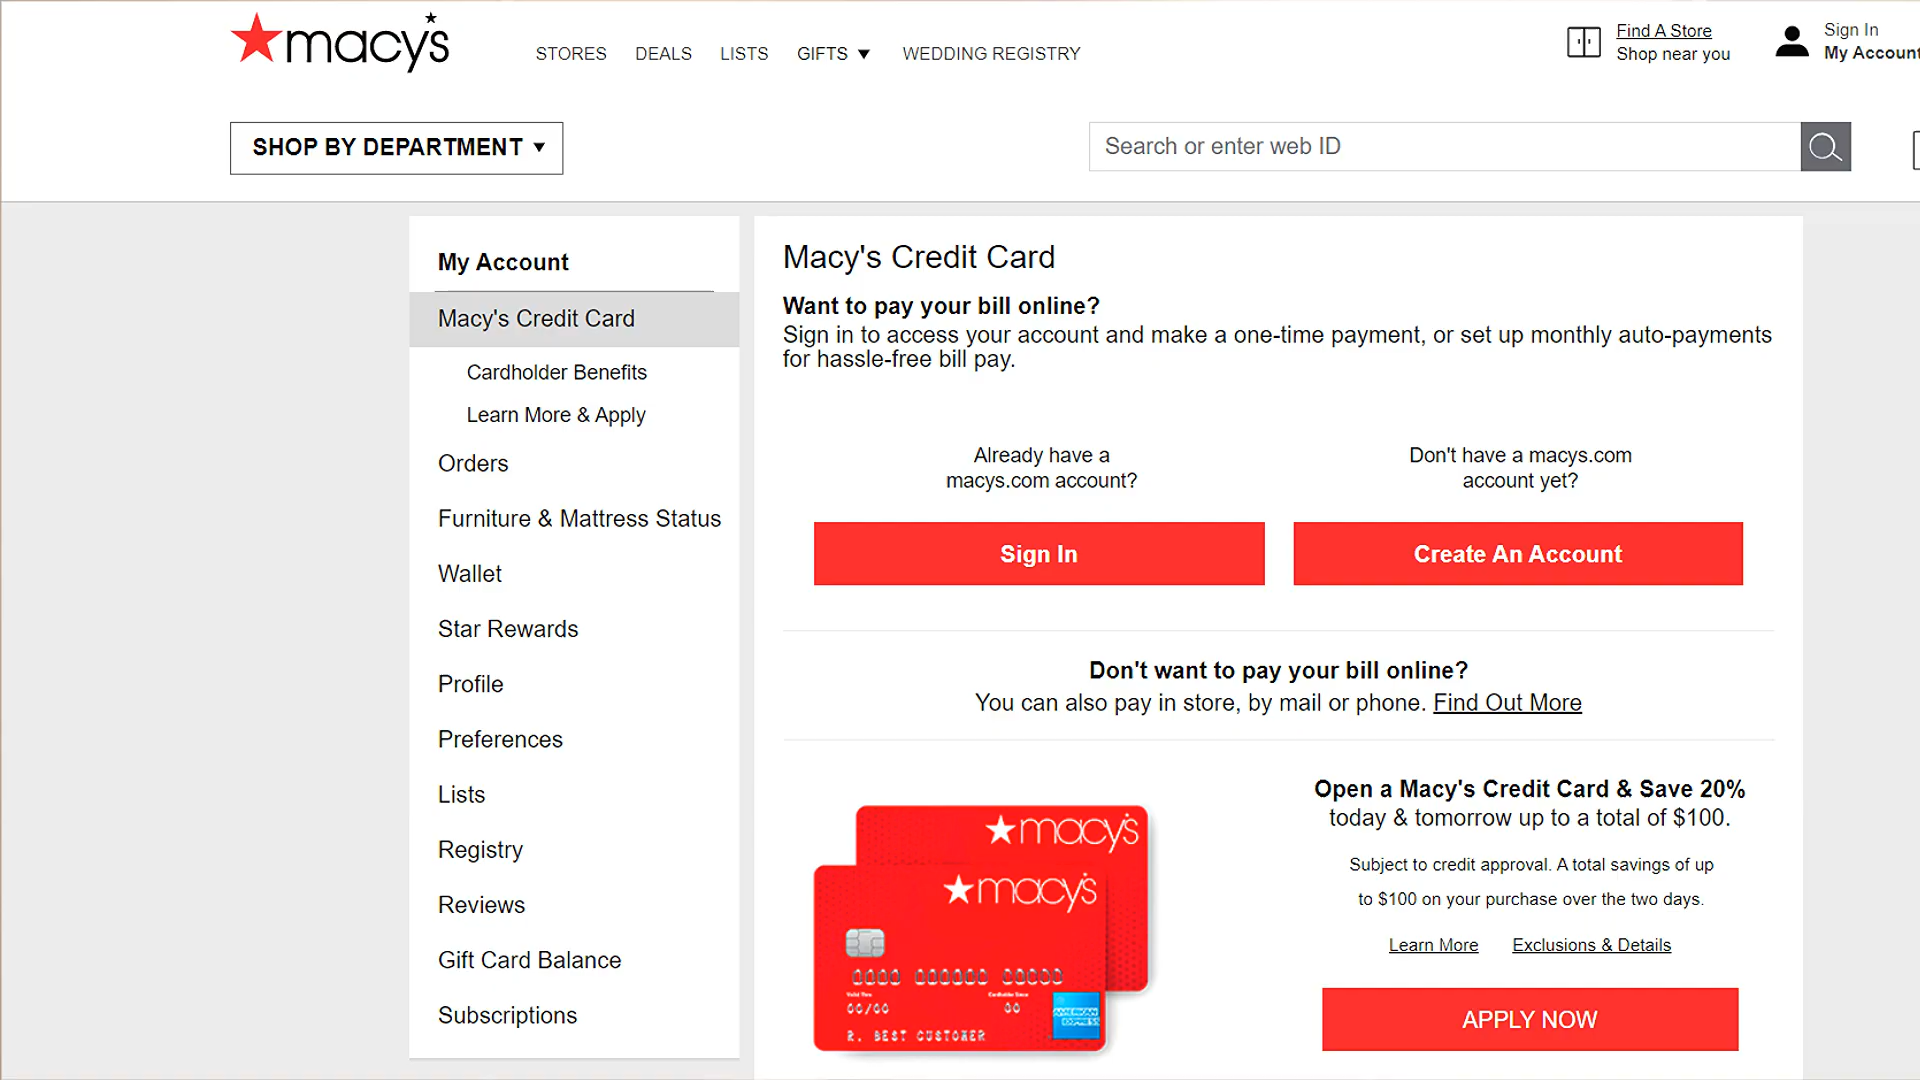 macy's
STORES
DEALS
LISTS
GIFTS
WEDDING REGISTRY
Find A Store
Shop near you
Sign In
My Account
SHOP BY DEPARTMENT
Search or enter web ID
My Account
Macy's Credit Card
Cardholder Benefits
Learn More & Apply
Orders
Furniture & Mattress Status
Wallet
Star Rewards
Profile
Preferences
Lists
Registry
Reviews
Gift Card Balance
Subscriptions
Macy's Credit Card
Want to pay your bill online?
Sign in to access your account and make a one-time payment, or set up monthly auto-payments
for hassle-free bill pay.
Already have a
macys.com account?
Sign In
Don't have a macys.com
account yet?
Create An Account
Don't want to pay your bill online?
You can also pay in store, by mail or phone. Find Out More
macy's
macy's
0000 000000 00000
Valid Thru
Cardholder Since
00/00
00
R. BEST CUSTOMER
AMERICAN
EXPRESS
Open a Macy's Credit Card & Save 20%
today & tomorrow up to a total of $100.
Subject to credit approval. A total savings of up
to $100 on your purchase over the two days.
Learn More
Exclusions & Details
APPLY NOW